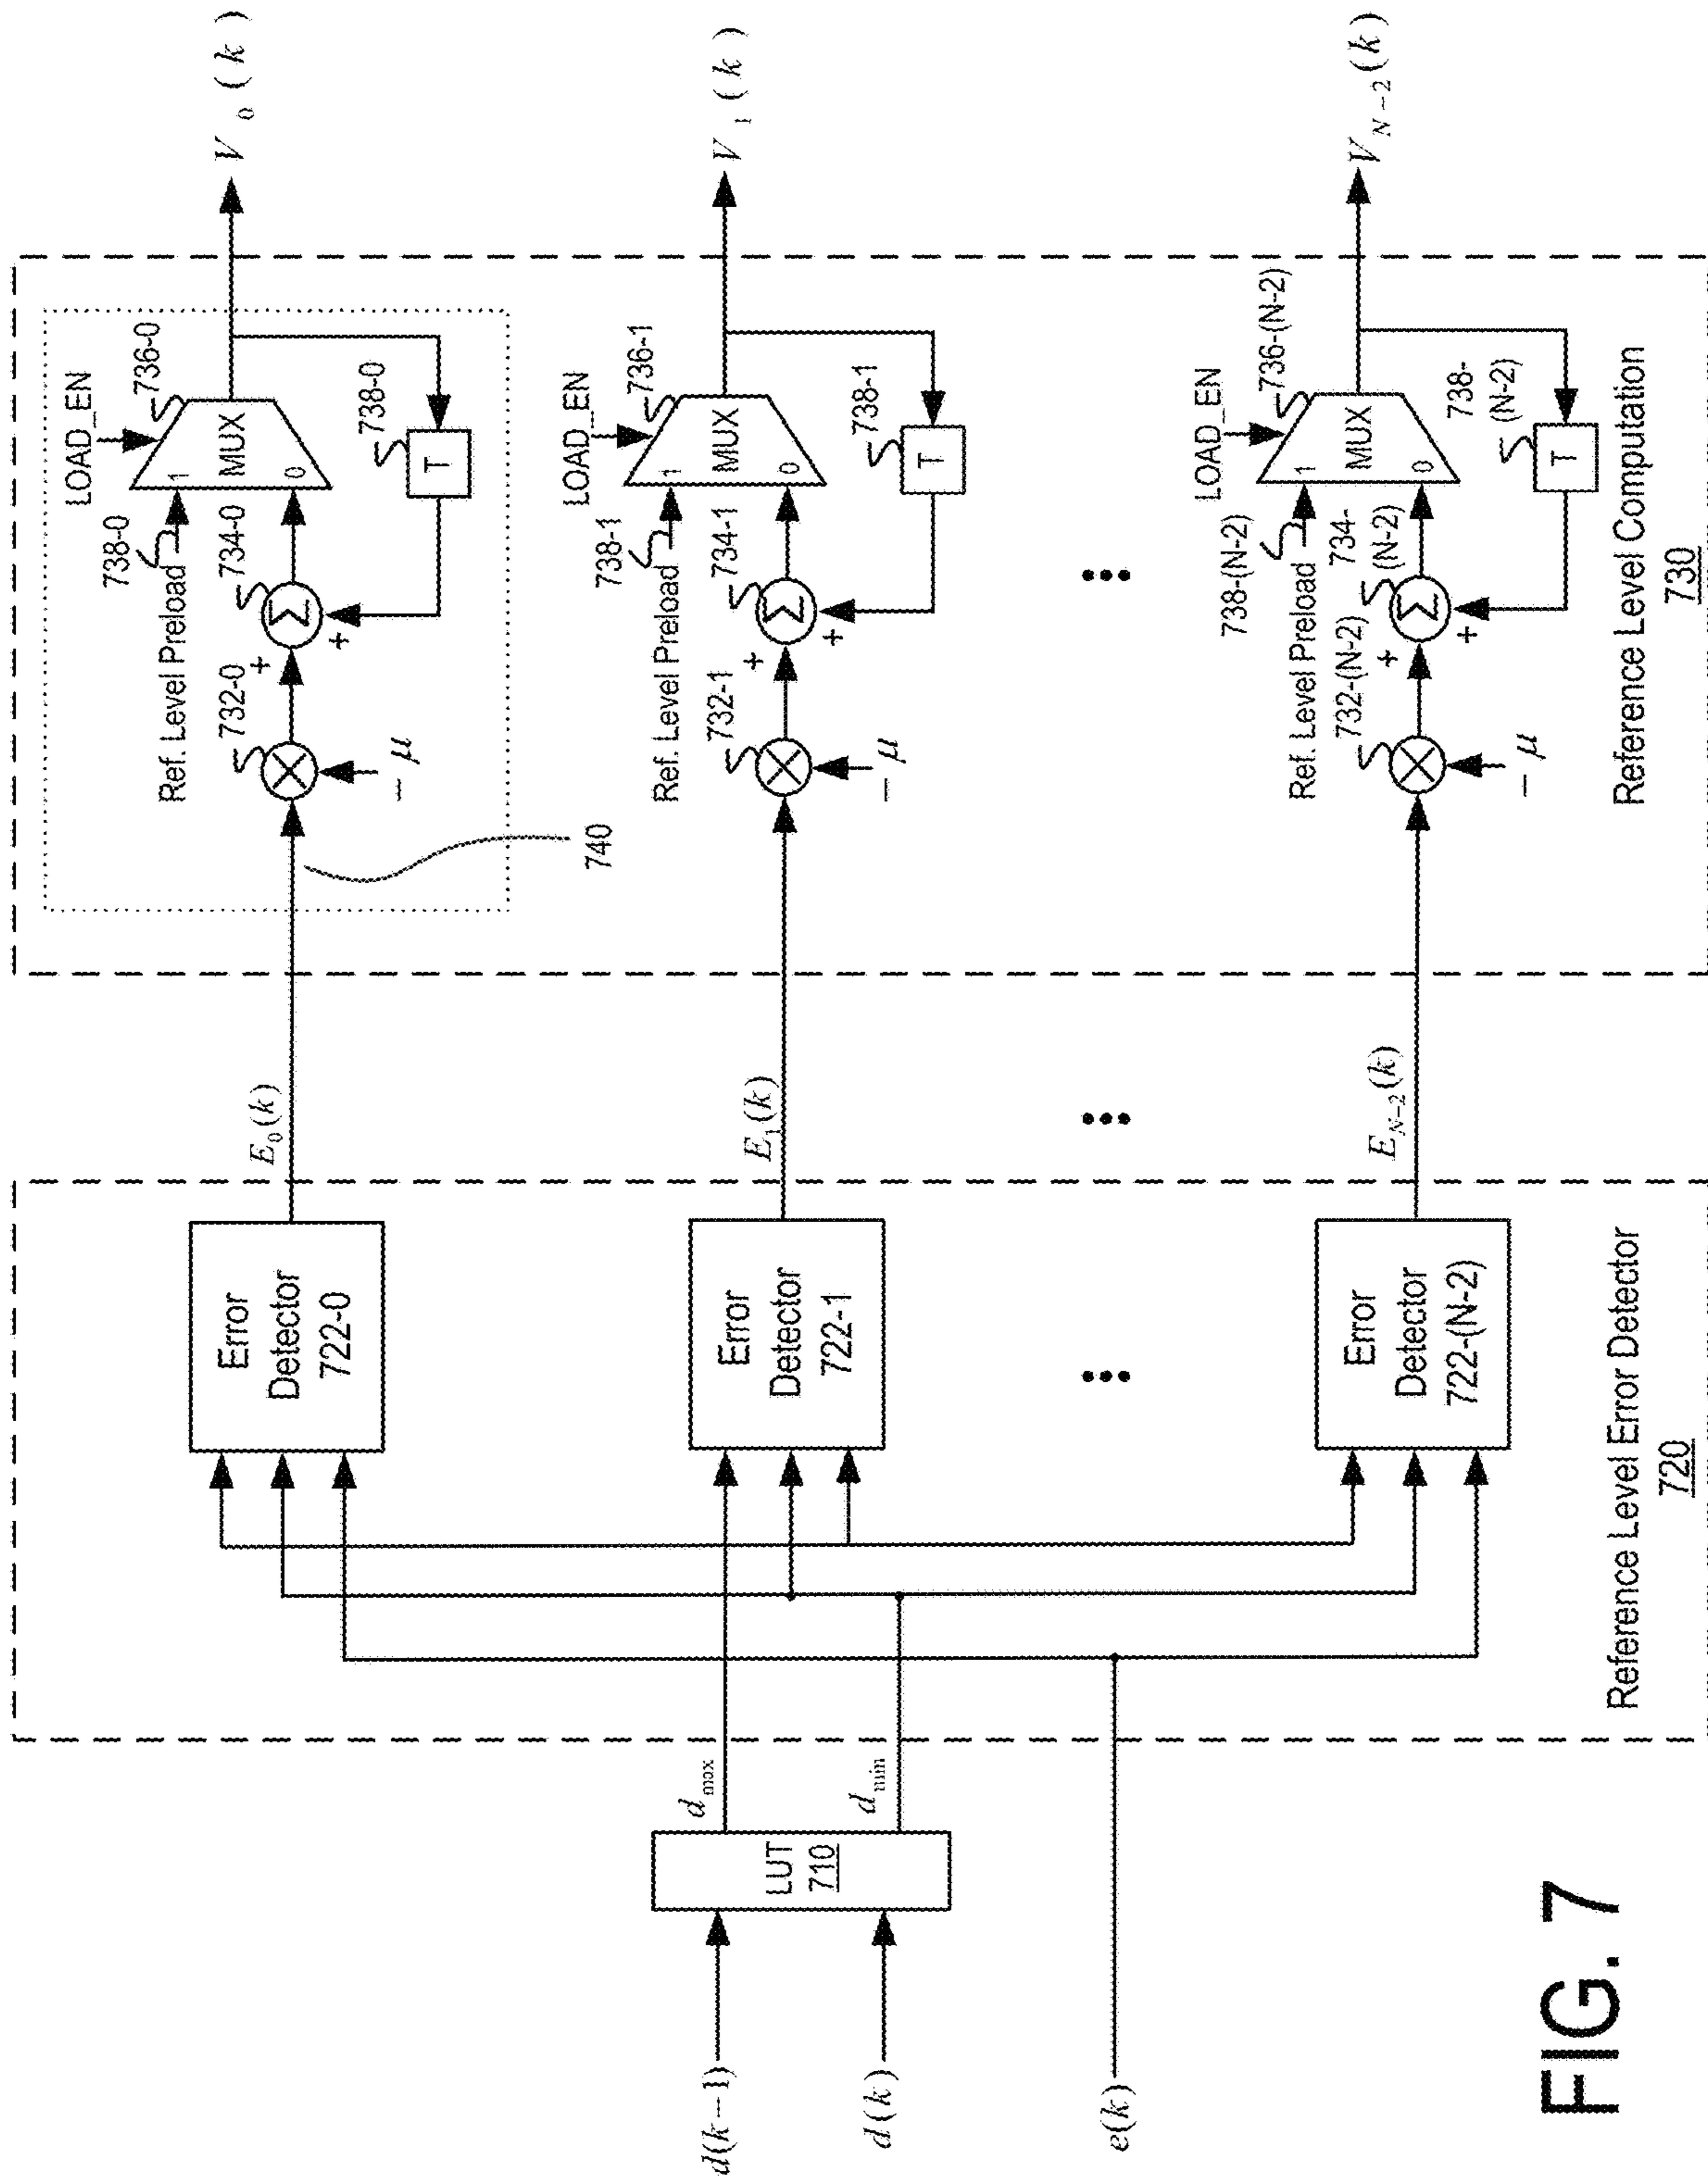 d(k−1)
d(k)
e(k)
LUT
710
d max
d min
Error
Detector
722-0
Error
Detector
722-1
Error
Detector
722-(N-2)
Reference Level Error Detector
720
E₀(k)
E₁(k)
E_{N−2}(k)
740
− μ
732-0
+
+
Σ
734-0
Ref. Level Preload
738-0
1
MUX
0
LOAD_EN
736-0
738-0
T
V₀(k)
− μ
732-1
+
+
Σ
734-1
Ref. Level Preload
738-1
1
MUX
0
LOAD_EN
736-1
738-1
T
V₁(k)
− μ
732-(N-2)
+
+
Σ
734-
(N-2)
Ref. Level Preload
738-(N-2)
1
MUX
0
LOAD_EN
736-(N-2)
738-
(N-2)
T
V_{N−2}(k)
Reference Level Computation
730
FIG. 7